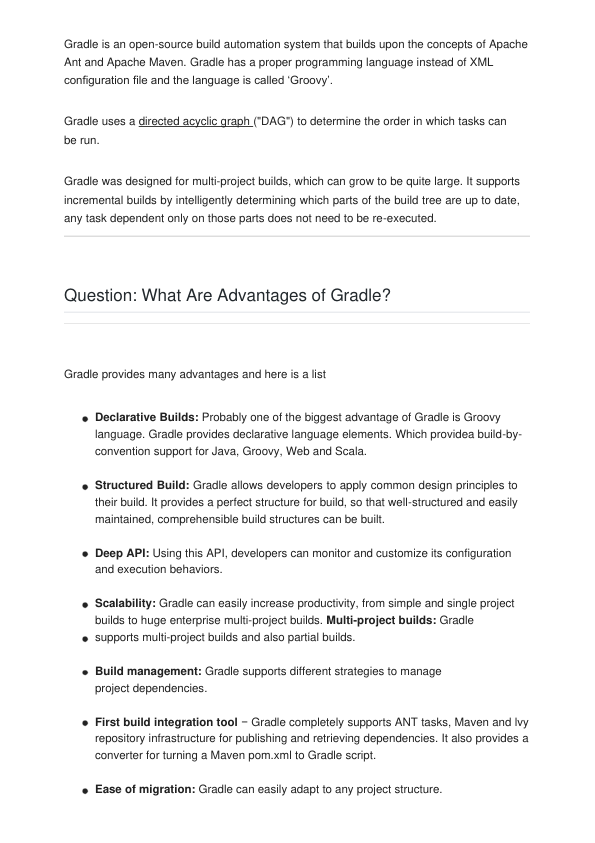 Gradle is an open-source build automation system that builds upon the concepts of Apache
Ant and Apache Maven. Gradle has a proper programming language instead of XML
configuration file and the language is called ‘Groovy’.
Gradle uses a directed acyclic graph ("DAG") to determine the order in which tasks can
be run.
Gradle was designed for multi-project builds, which can grow to be quite large. It supports
incremental builds by intelligently determining which parts of the build tree are up to date,
any task dependent only on those parts does not need to be re-executed.
Question: What Are Advantages of Gradle?
Gradle provides many advantages and here is a list
● Declarative Builds: Probably one of the biggest advantage of Gradle is Groovy
language. Gradle provides declarative language elements. Which providea build-by-
convention support for Java, Groovy, Web and Scala.
● Structured Build: Gradle allows developers to apply common design principles to
their build. It provides a perfect structure for build, so that well-structured and easily
maintained, comprehensible build structures can be built.
● Deep API: Using this API, developers can monitor and customize its configuration
and execution behaviors.
● Scalability: Gradle can easily increase productivity, from simple and single project
builds to huge enterprise multi-project builds. Multi-project builds: Gradle
● supports multi-project builds and also partial builds.
● Build management: Gradle supports different strategies to manage
project dependencies.
● First build integration tool − Gradle completely supports ANT tasks, Maven and lvy
repository infrastructure for publishing and retrieving dependencies. It also provides a
converter for turning a Maven pom.xml to Gradle script.
● Ease of migration: Gradle can easily adapt to any project structure.